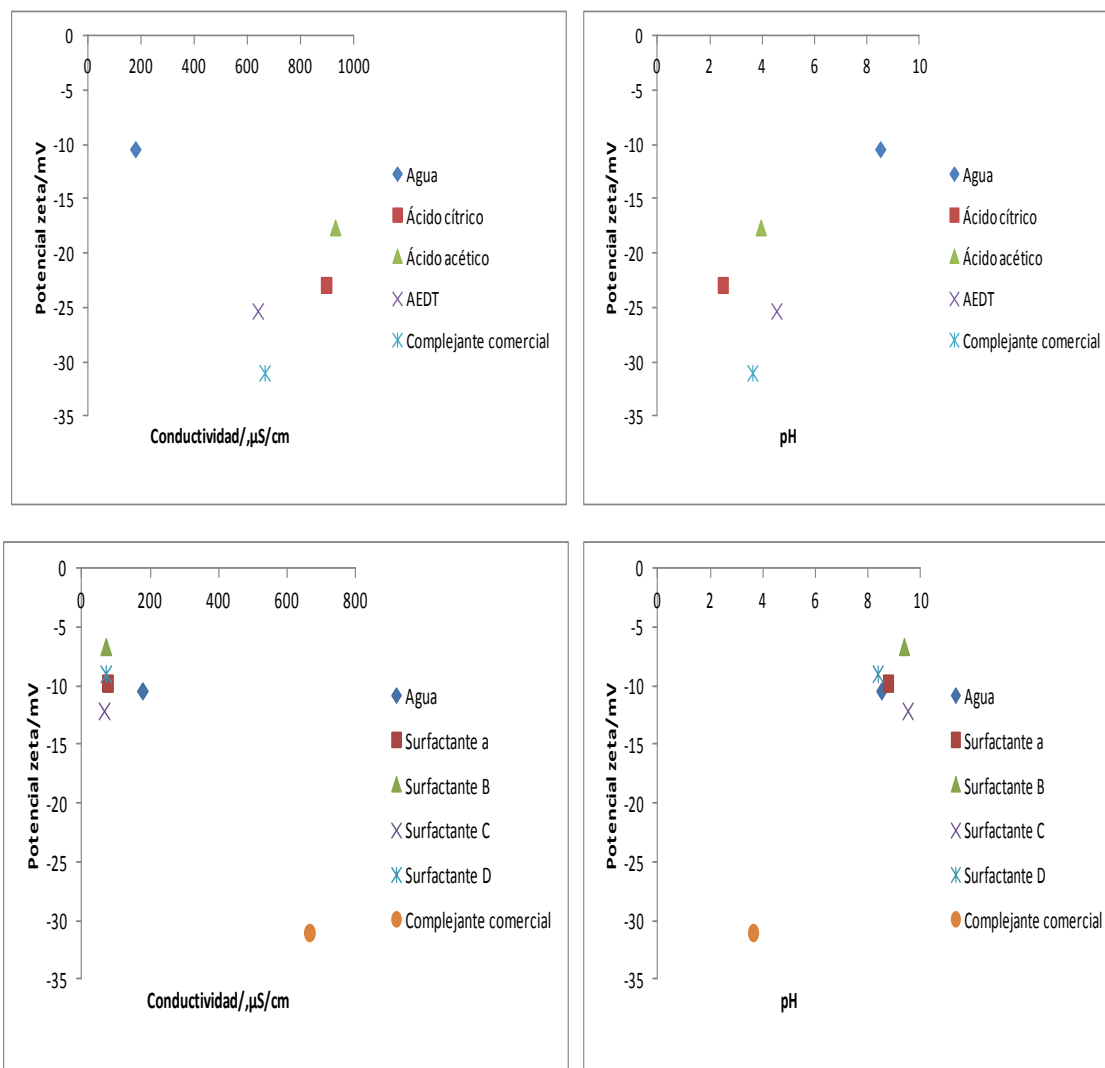 0
0 200 400 600 800 1000
-5
-10
-15
-20
-25
-30
-35
Potencial zeta/mV
Conductividad/,µS/cm
Agua
Ácido cítrico
Ácido acético
AEDT
Complejante comercial
0
0 2 4 6 8 10
-5
-10
-15
-20
-25
-30
-35
Potencial zeta/mV
pH
Agua
Ácido cítrico
Ácido acético
AEDT
Complejante comercial
0
0 200 400 600 800
-5
-10
-15
-20
-25
-30
-35
Potencial zeta/mV
Conductividad/,µS/cm
Agua
Surfactante a
Surfactante B
Surfactante C
Surfactante D
Complejante comercial
0
0 2 4 6 8 10
-5
-10
-15
-20
-25
-30
-35
Potencial zeta/mV
pH
Agua
Surfactante a
Surfactante B
Surfactante C
Surfactante D
Complejante comercial